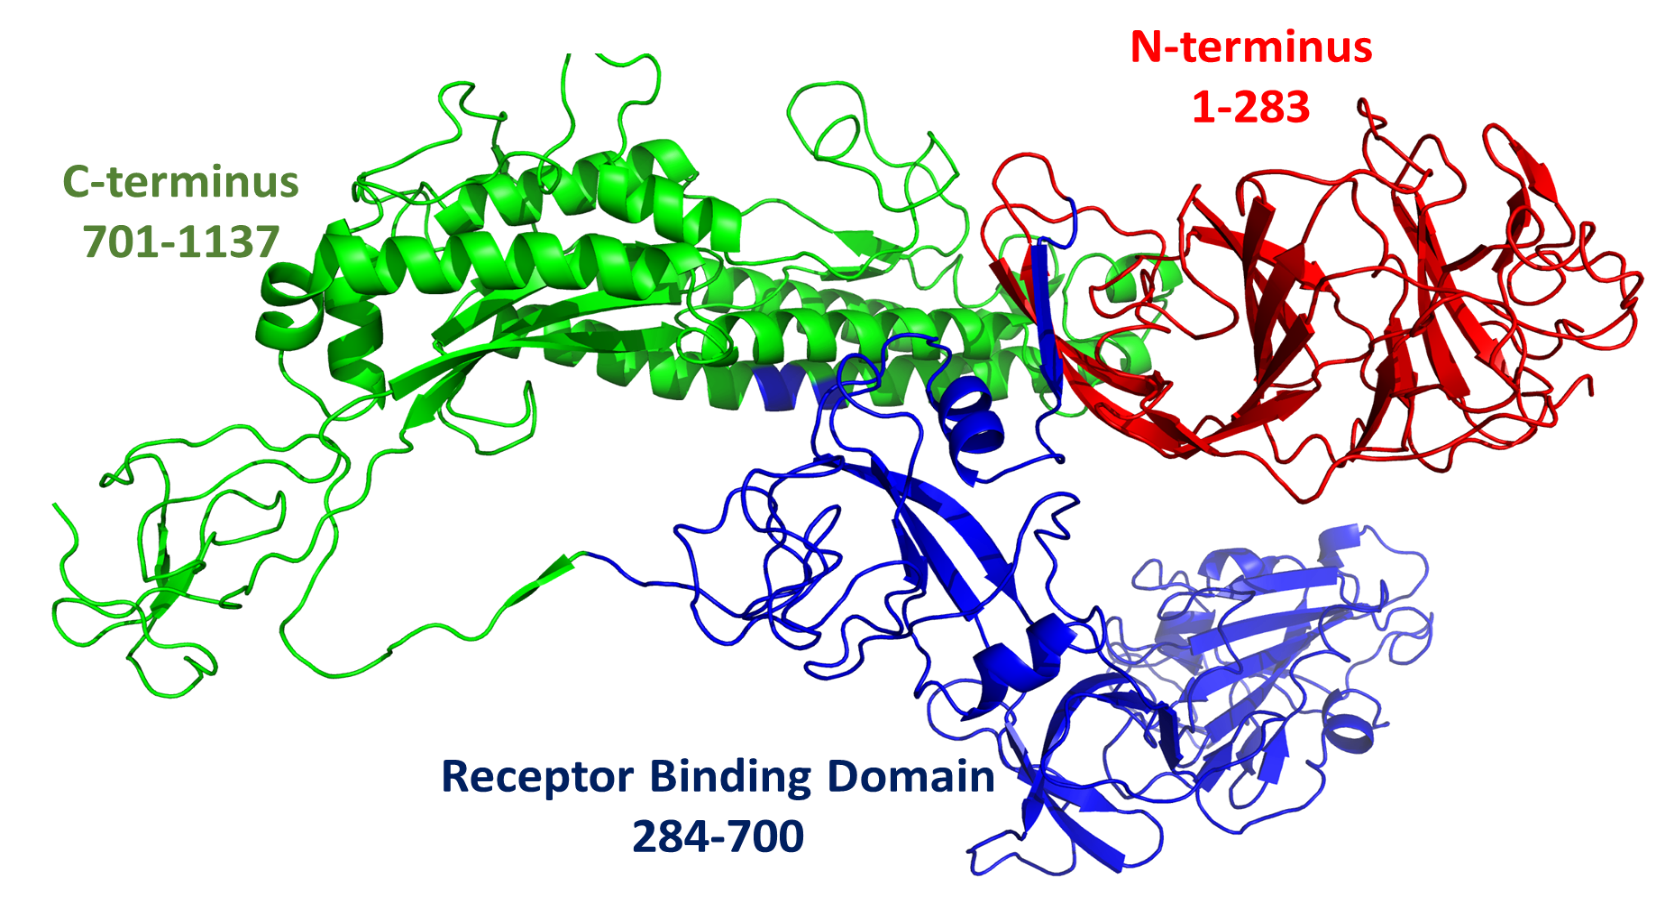 N-terminus
1-283
C-terminus
701-1137
Receptor Binding Domain
284-700